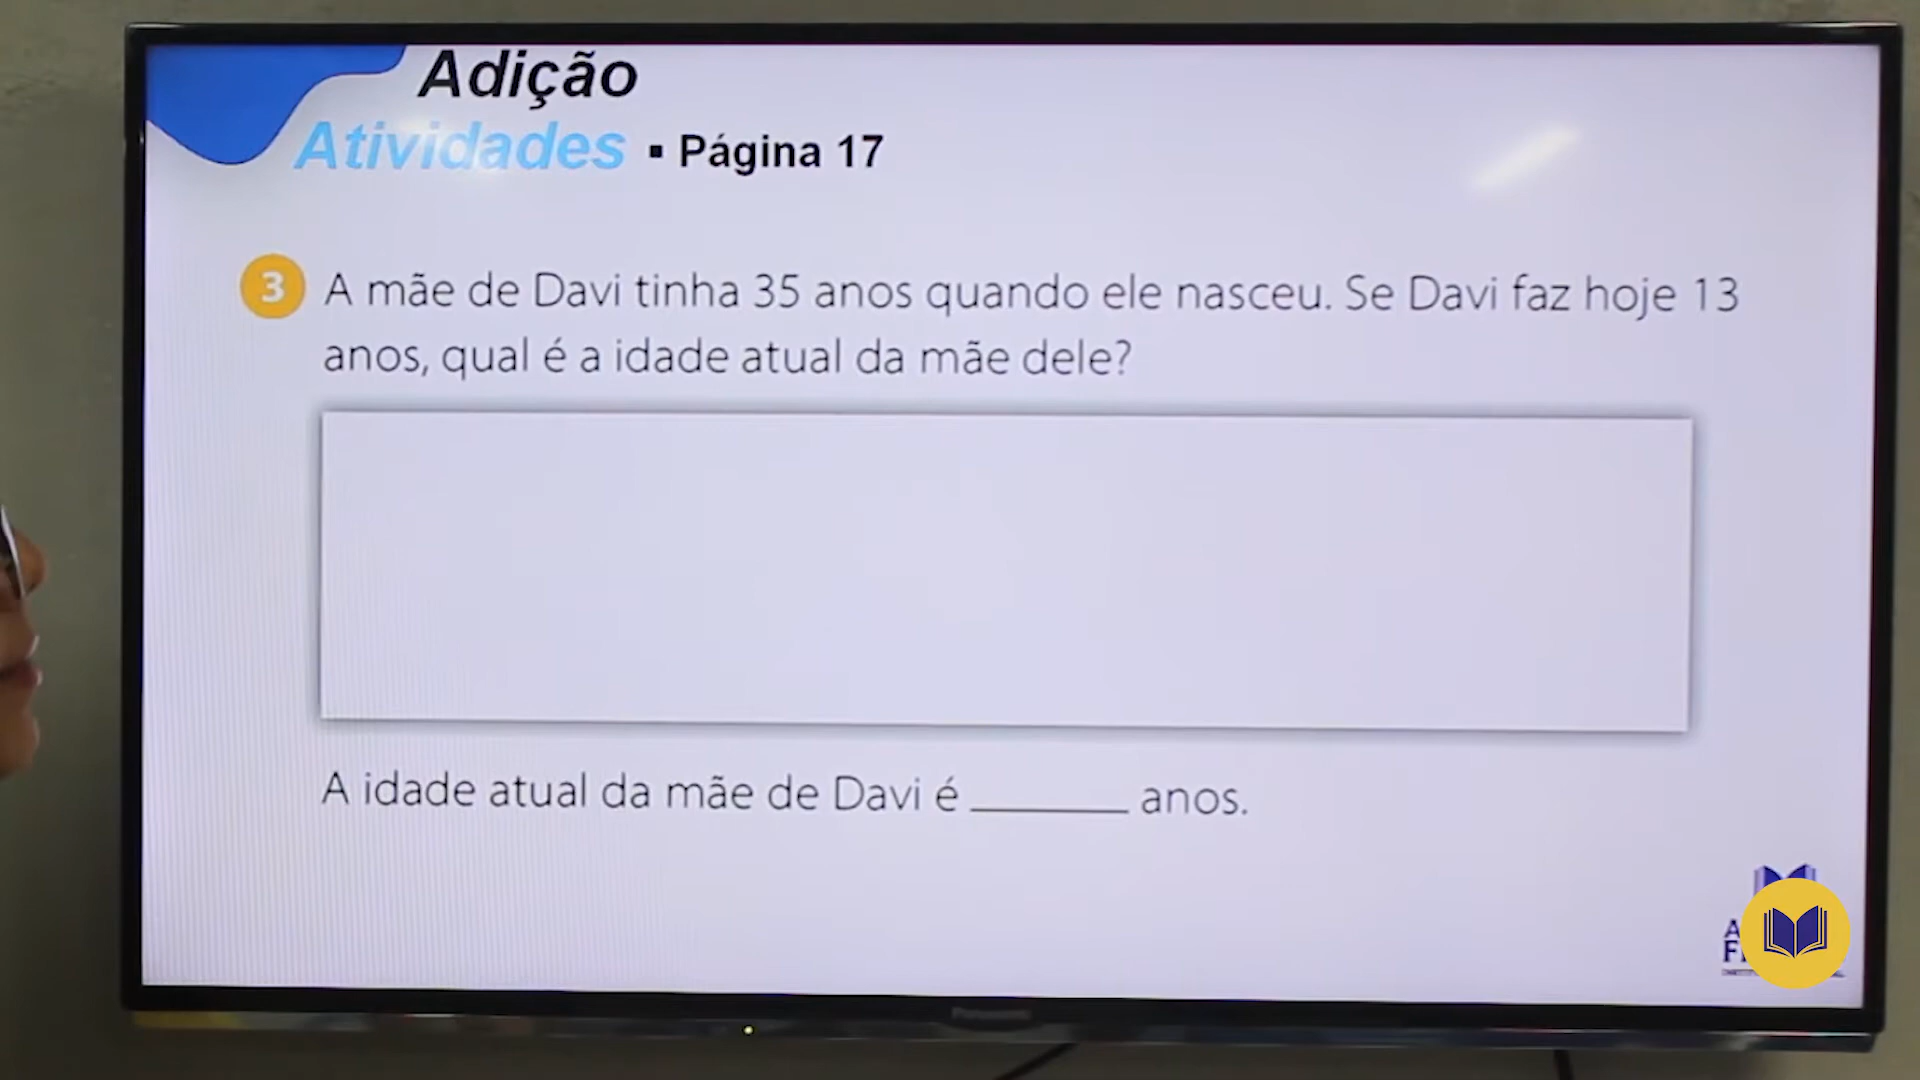 Adição
Atividades ▪ Página 17
3 A mãe de Davi tinha 35 anos quando ele nasceu. Se Davi faz hoje 13
anos, qual é a idade atual da mãe dele?
A idade atual da mãe de Davi é ______ anos.